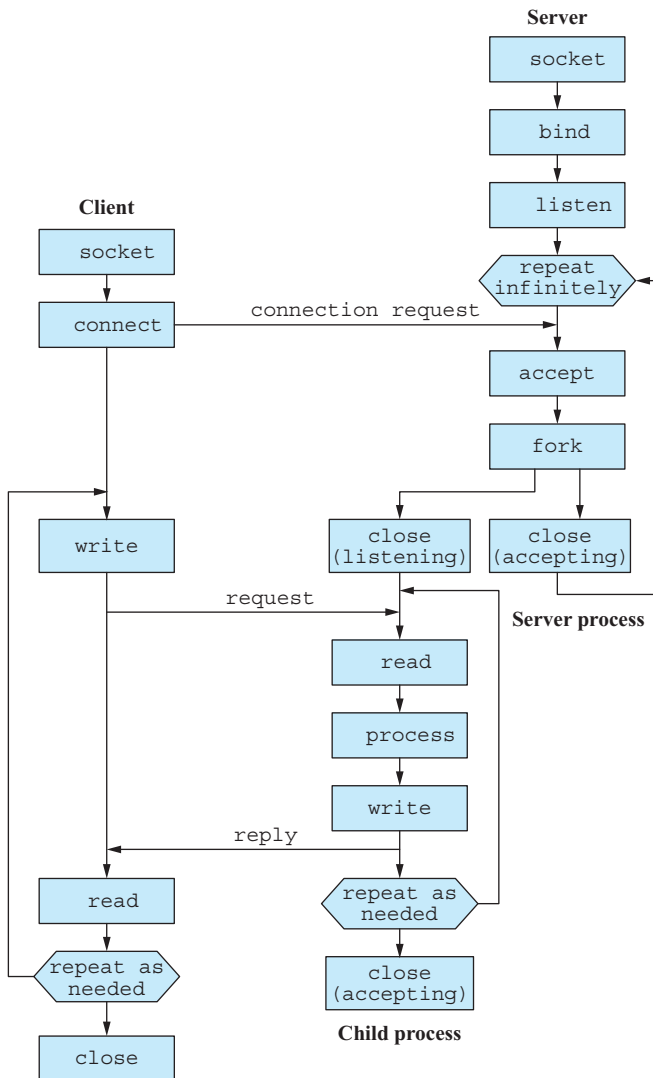 Server
socket
bind
listen
Client
socket
repeat
infinitely
connect
connection request
accept
fork
write
close
(listening)
close
(accepting)
request
Server process
read
process
write
reply
read
repeat as
needed
repeat as
needed
close
(accepting)
Child process
close